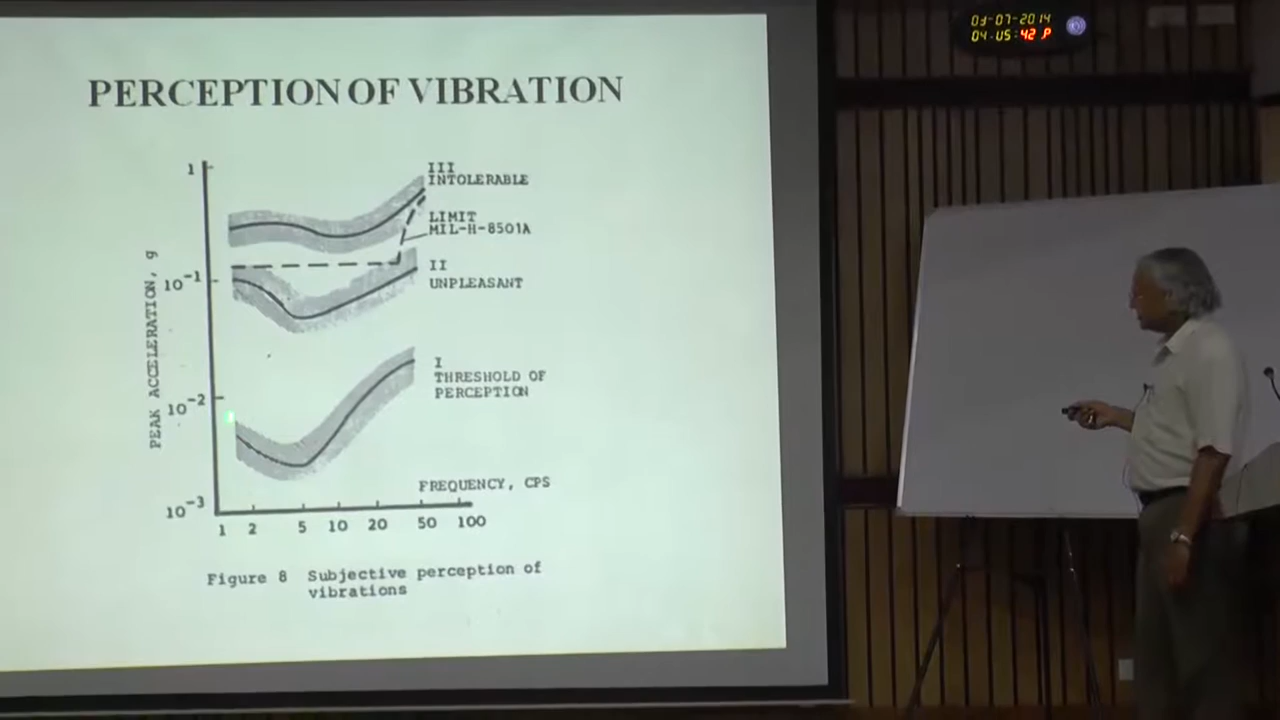 PERCEPTION OF VIBRATION
1
10-1
10-2
10-3
PEAK ACCELERATION, g
III
INTOLERABLE
LIMIT
MIL-H-8501A
II
UNPLEASANT
I
THRESHOLD OF
PERCEPTION
FREQUENCY, CPS
1 2 5 10 20 50 100
Figure 8 Subjective perception of
vibrations
03-07-2014
04-05:42 P